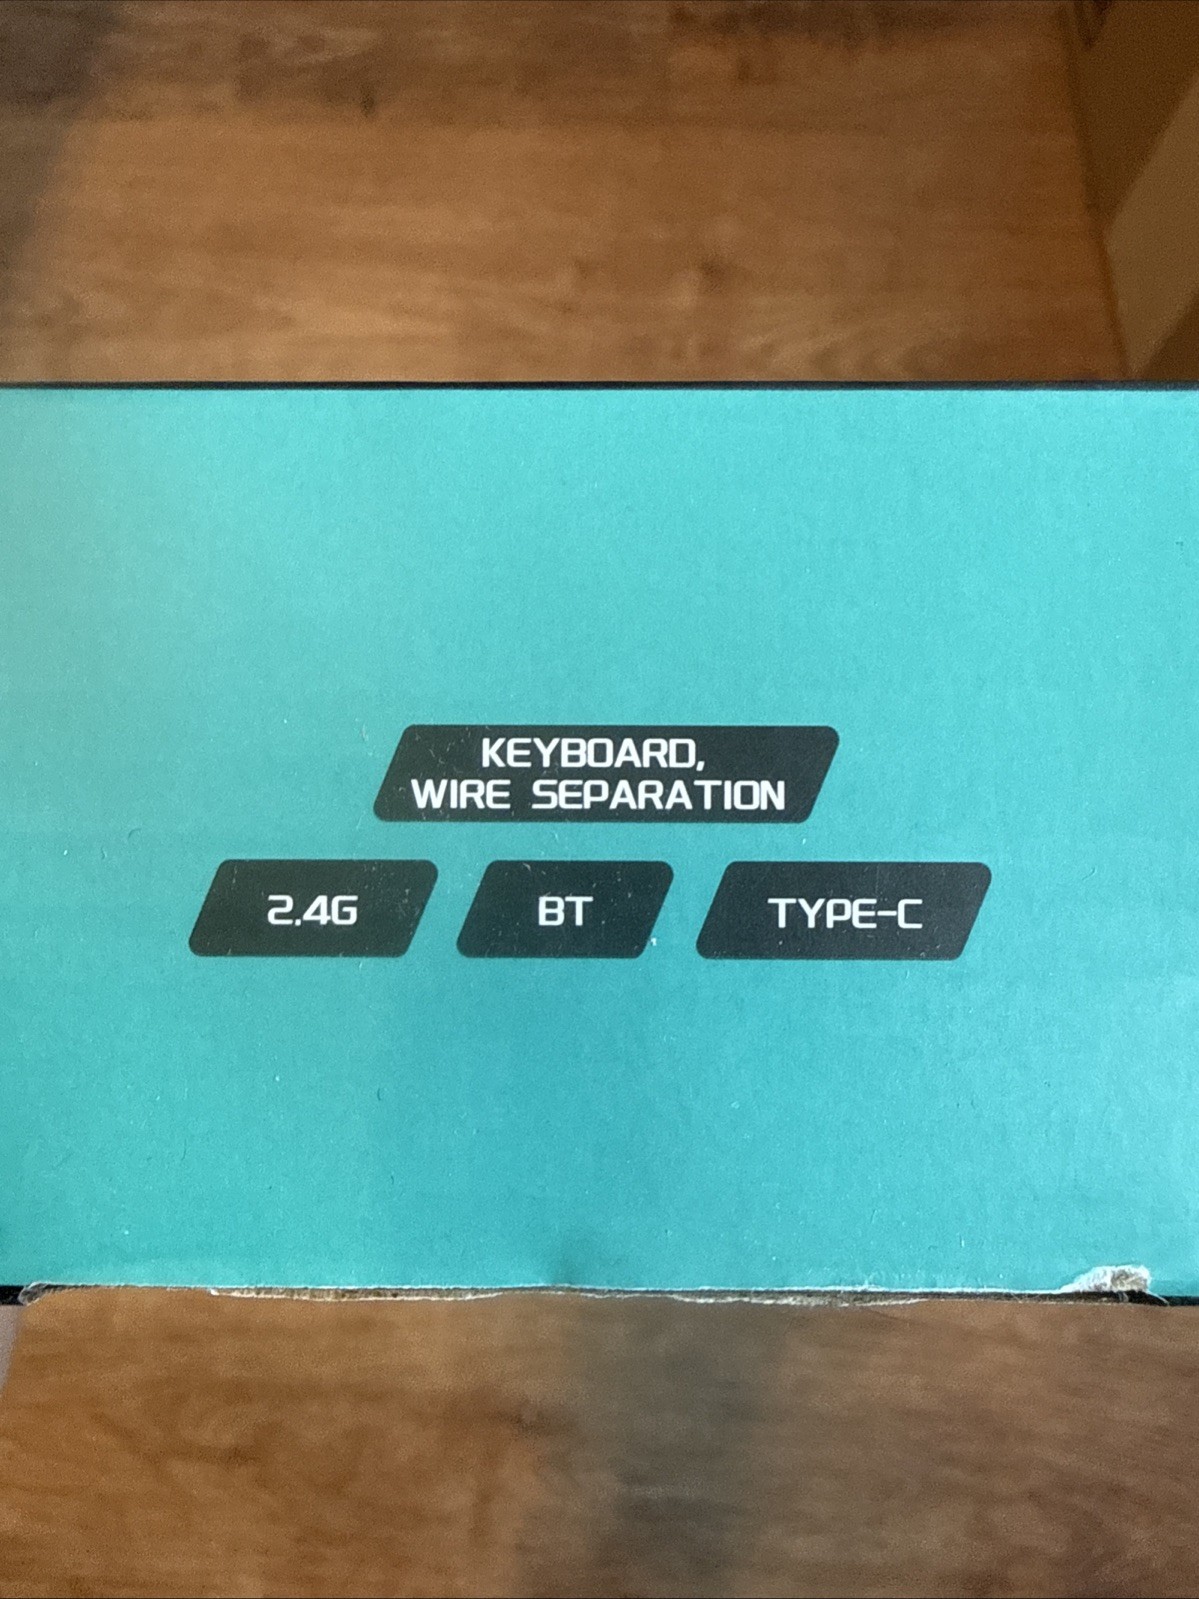 KEYBOARD,
WIRE SEPARATION
2.4G
BT
TYPE-C